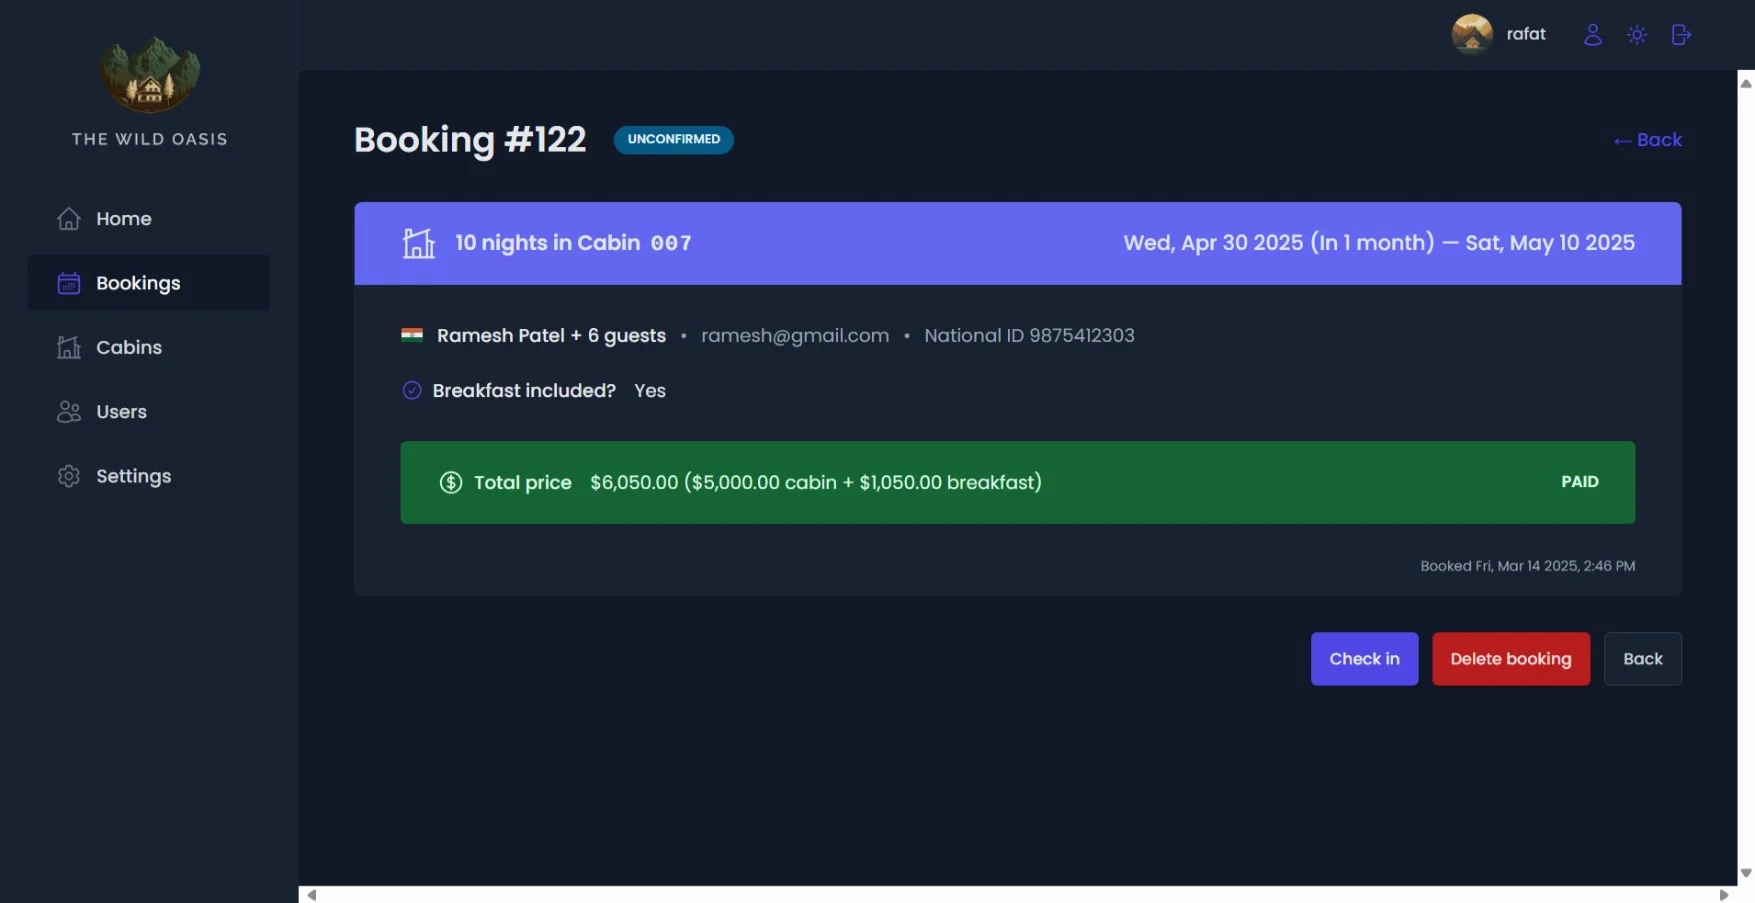 THE WILD OASIS
Home
Bookings
Cabins
Users
Settings
rafat
Booking #122 UNCONFIRMED
← Back
10 nights in Cabin 007
Wed, Apr 30 2025 (In 1 month) — Sat, May 10 2025
Ramesh Patel + 6 guests • ramesh@gmail.com • National ID 9875412303
Breakfast included? Yes
Total price $6,050.00 ($5,000.00 cabin + $1,050.00 breakfast) PAID
Booked Fri, Mar 14 2025, 2:46 PM
Check in Delete booking Back